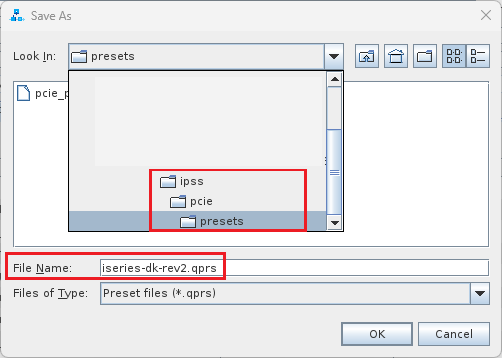 Save As
Look In:
presets
pcie_p
ipss
pcie
presets
File Name:
iseries-dk-rev2.qprs
Files of Type:
Preset files (*.qprs)
OK
Cancel